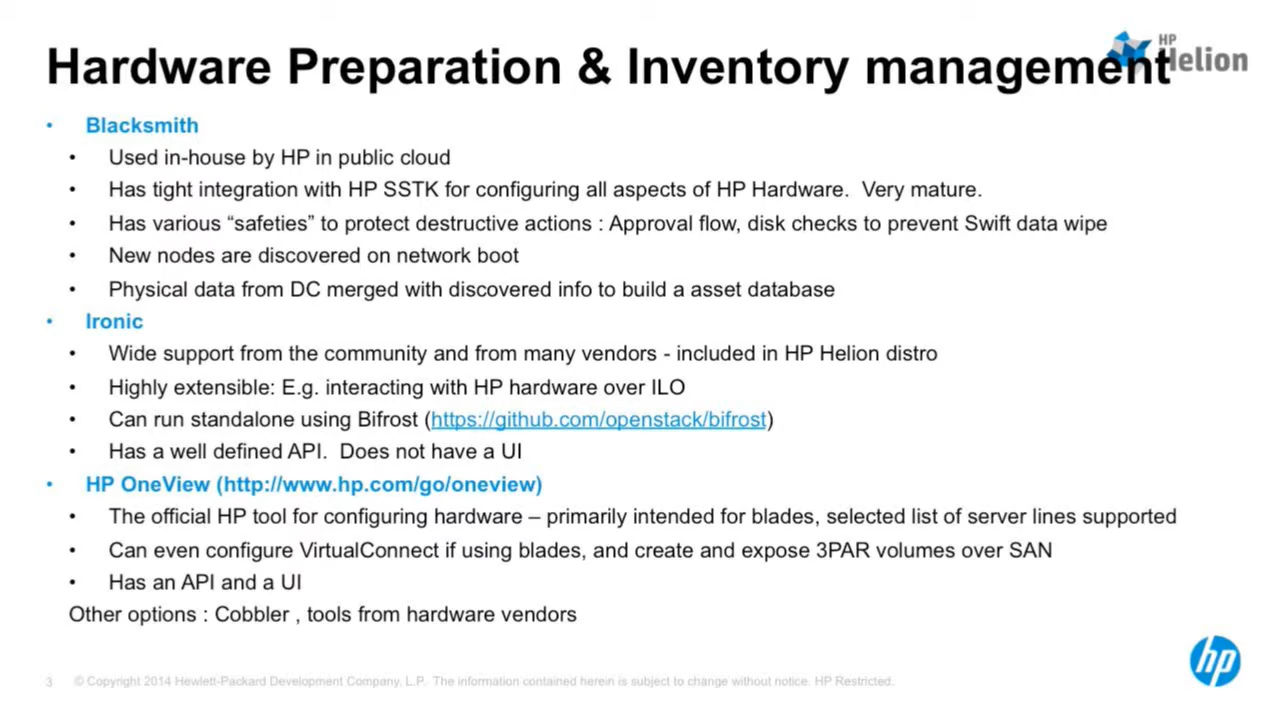 Hardware Preparation & Inventory management
HP
Helion
• Blacksmith
• Used in-house by HP in public cloud
• Has tight integration with HP SSTK for configuring all aspects of HP Hardware.  Very mature.
• Has various “safeties” to protect destructive actions : Approval flow, disk checks to prevent Swift data wipe
• New nodes are discovered on network boot
• Physical data from DC merged with discovered info to build a asset database
• Ironic
• Wide support from the community and from many vendors - included in HP Helion distro
• Highly extensible: E.g. interacting with HP hardware over ILO
• Can run standalone using Bifrost (https://github.com/openstack/bifrost)
• Has a well defined API.  Does not have a UI
• HP OneView (http://www.hp.com/go/oneview)
• The official HP tool for configuring hardware – primarily intended for blades, selected list of server lines supported
• Can even configure VirtualConnect if using blades, and create and expose 3PAR volumes over SAN
• Has an API and a UI
Other options : Cobbler , tools from hardware vendors
hp
3 © Copyright 2014 Hewlett-Packard Development Company, L.P.  The information contained herein is subject to change without notice. HP Restricted.